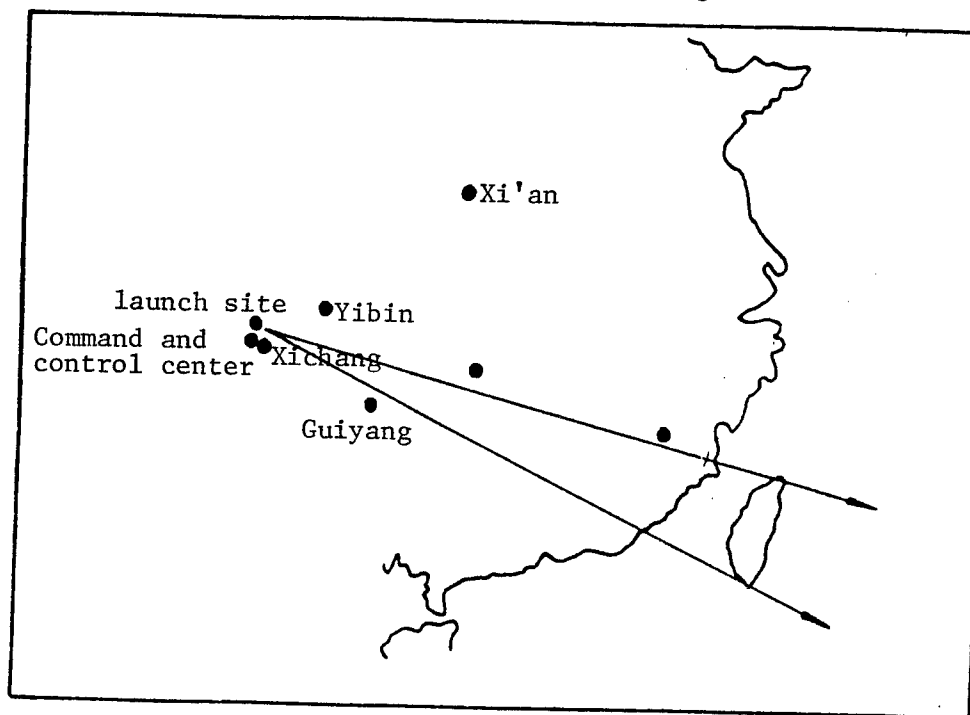 Xi'an
launch site
Yibin
Command and
control center
Xichang
Guiyang